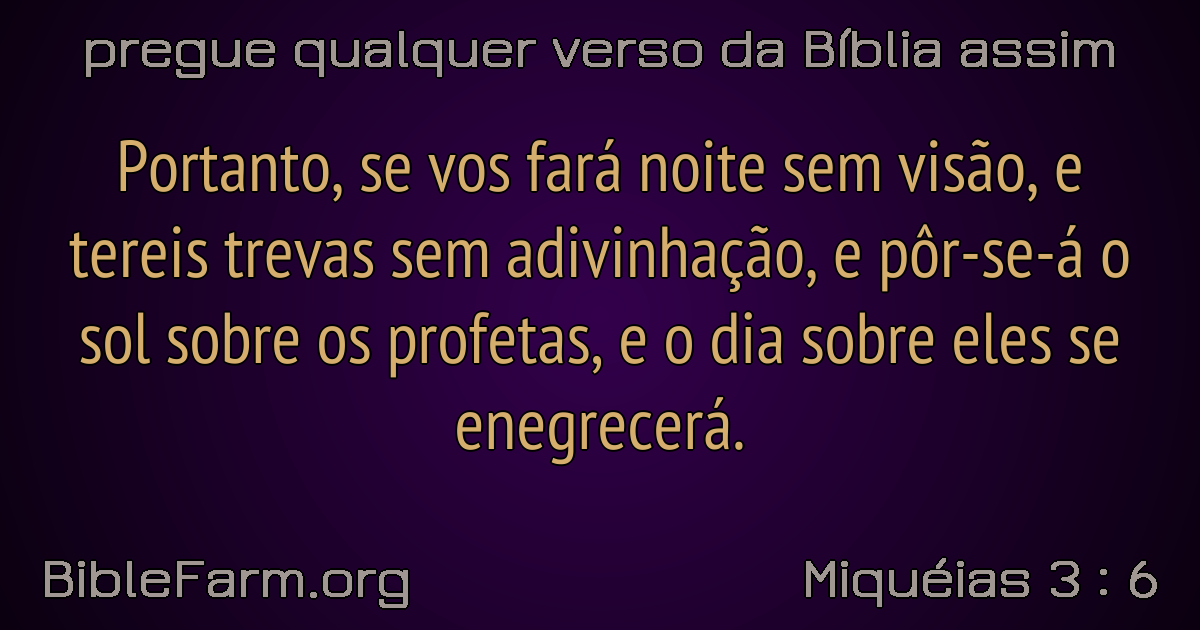 pregue qualquer verso da Bíblia assim
Portanto, se vos fará noite sem visão, e
tereis trevas sem adivinhação, e pôr-se-á o
sol sobre os profetas, e o dia sobre eles se
enegrecerá.
BibleFarm.org
Miquéias 3 : 6